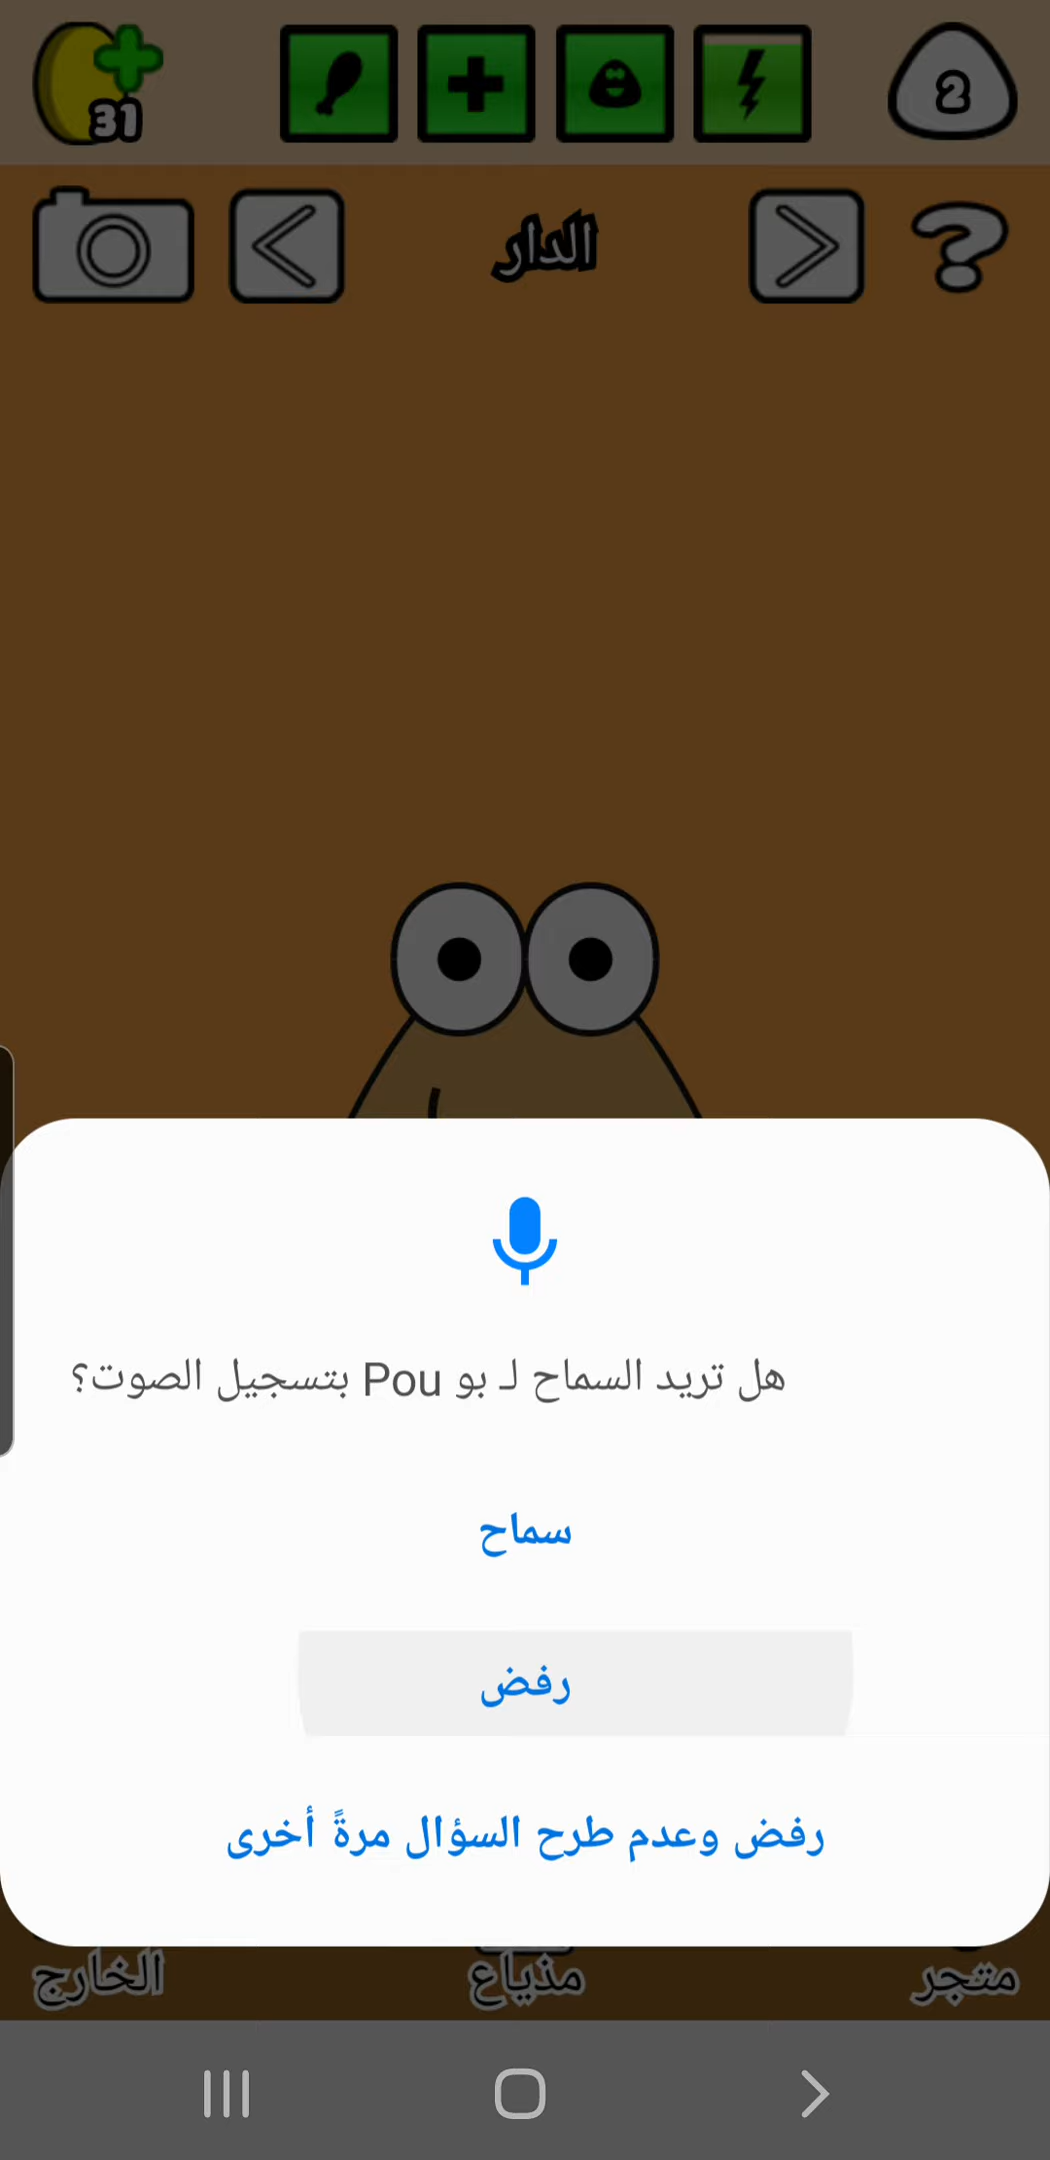 31
2
الدار
هل تريد السماح لـ بو Pou بتسجيل الصوت؟
سماح
رفض
رفض وعدم طرح السؤال مرةً أخرى
الخارج
مذياع
متجر